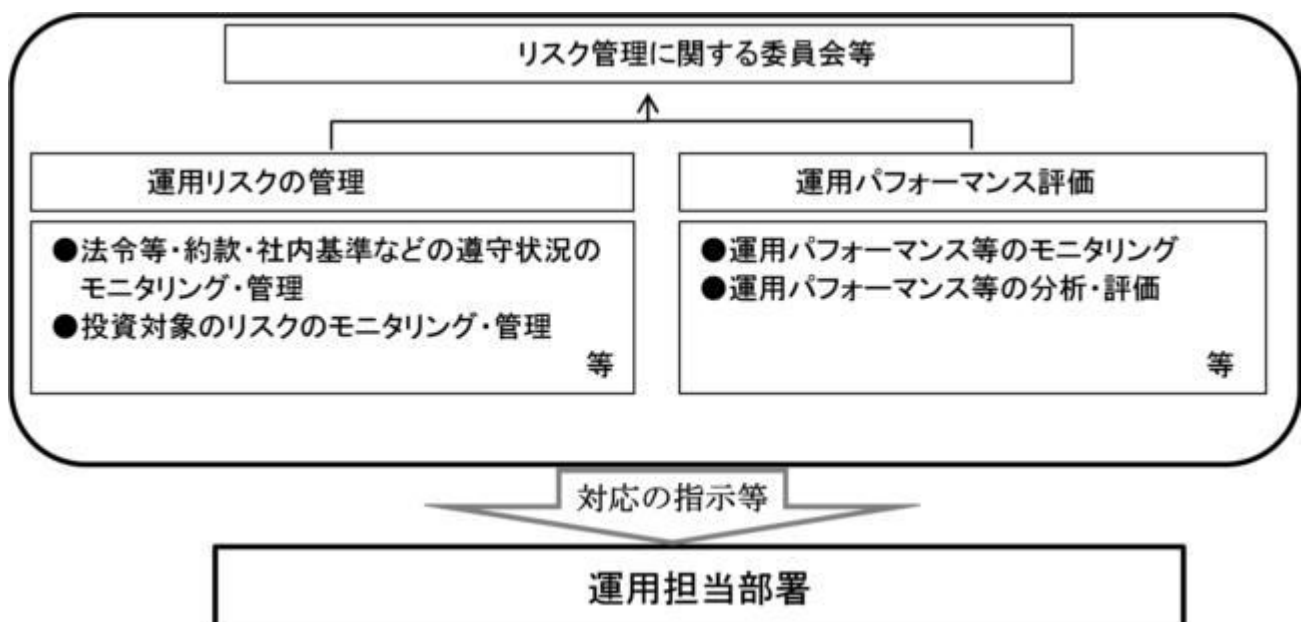 リスク管理に関する委員会等
運用リスクの管理
●法令等・約款・社内基準などの遵守状況の
モニタリング・管理
●投資対象のリスクのモニタリング・管理
等
運用パフォーマンス評価
●運用パフォーマンス等のモニタリング
●運用パフォーマンス等の分析・評価
等
対応の指示等
運用担当部署